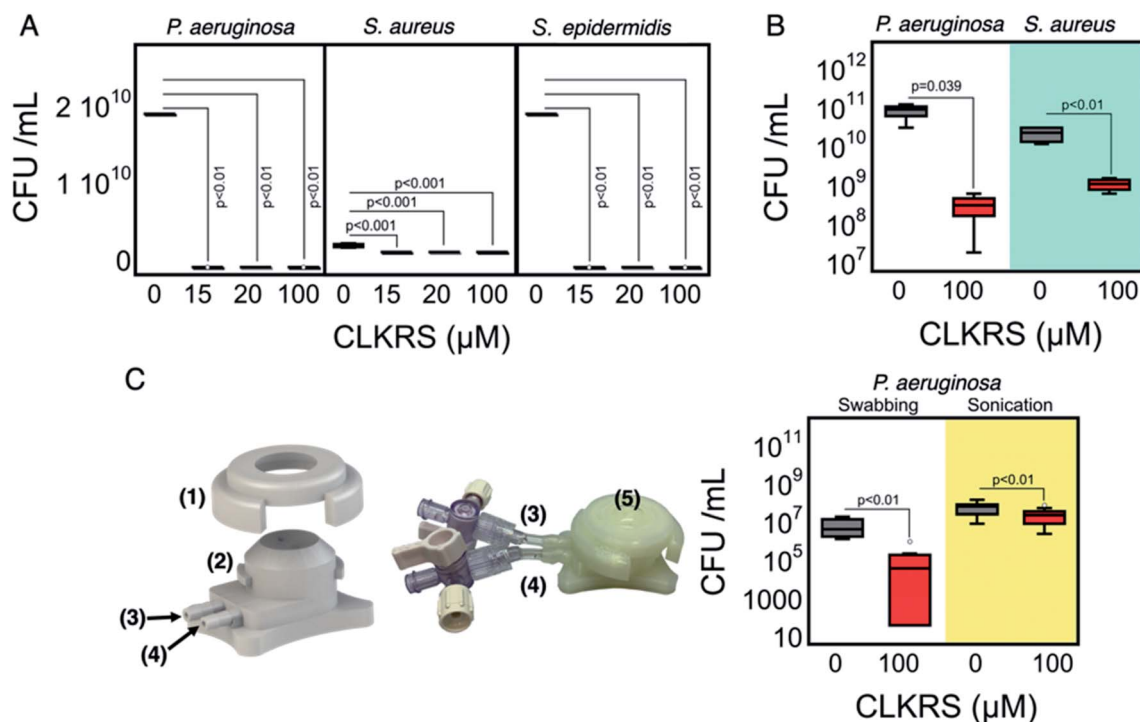 A
P. aeruginosa S. aureus S. epidermidis
CFU /mL
2 10^10
1 10^10
0
p<0.01 p<0.01 p<0.01
p<0.001
p<0.001
p<0.001
p<0.01 p<0.01 p<0.01
0 15 20 100 0 15 20 100 0 15 20 100
CLKRS (µM)
B
P. aeruginosa S. aureus
CFU /mL
10^12
10^11
10^10
10^9
10^8
10^7
p=0.039
p<0.01
0 100 0 100
CLKRS (µM)
C
(1)
(2)
(3)
(4)
(3)
(4)
(5)
P. aeruginosa
Swabbing Sonication
CFU /mL
10^11
10^9
10^7
10^5
1000
10
p<0.01
p<0.01
0 100 0 100
CLKRS (µM)